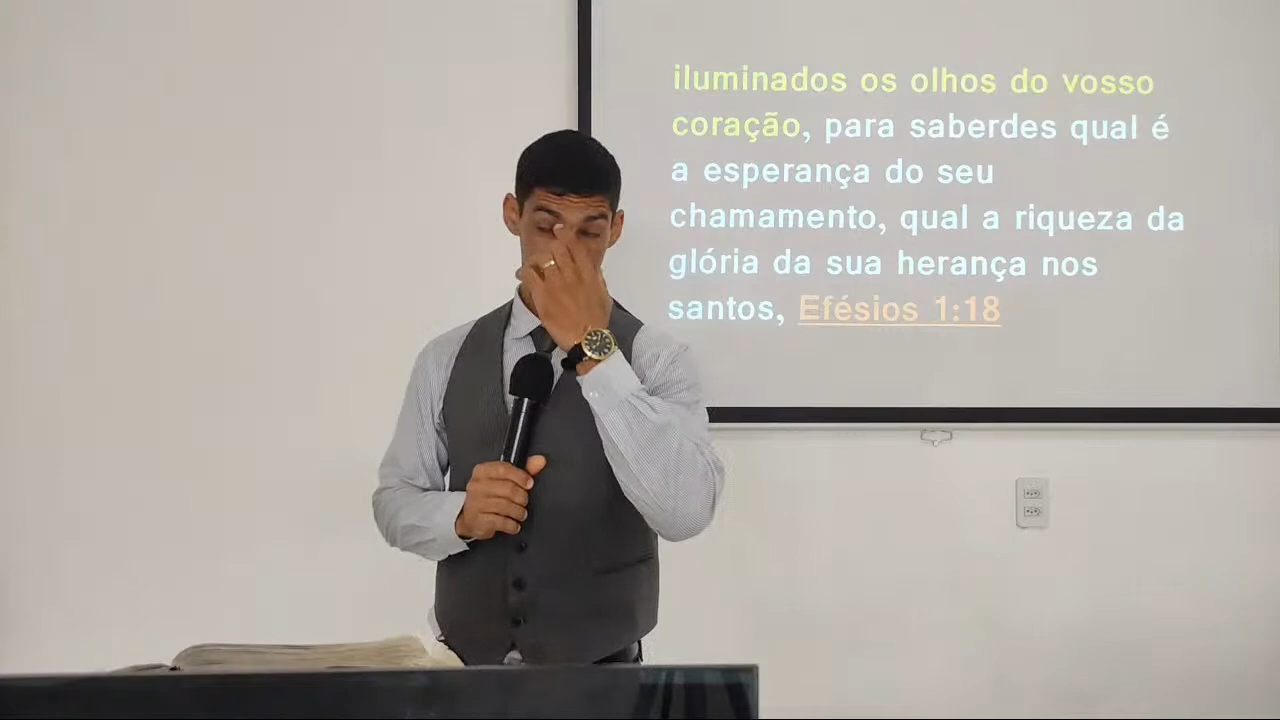 iluminados os olhos do vosso
coração, para saberdes qual é
a esperança do seu
chamamento, qual a riqueza da
glória da sua herança nos
santos, Efésios 1:18